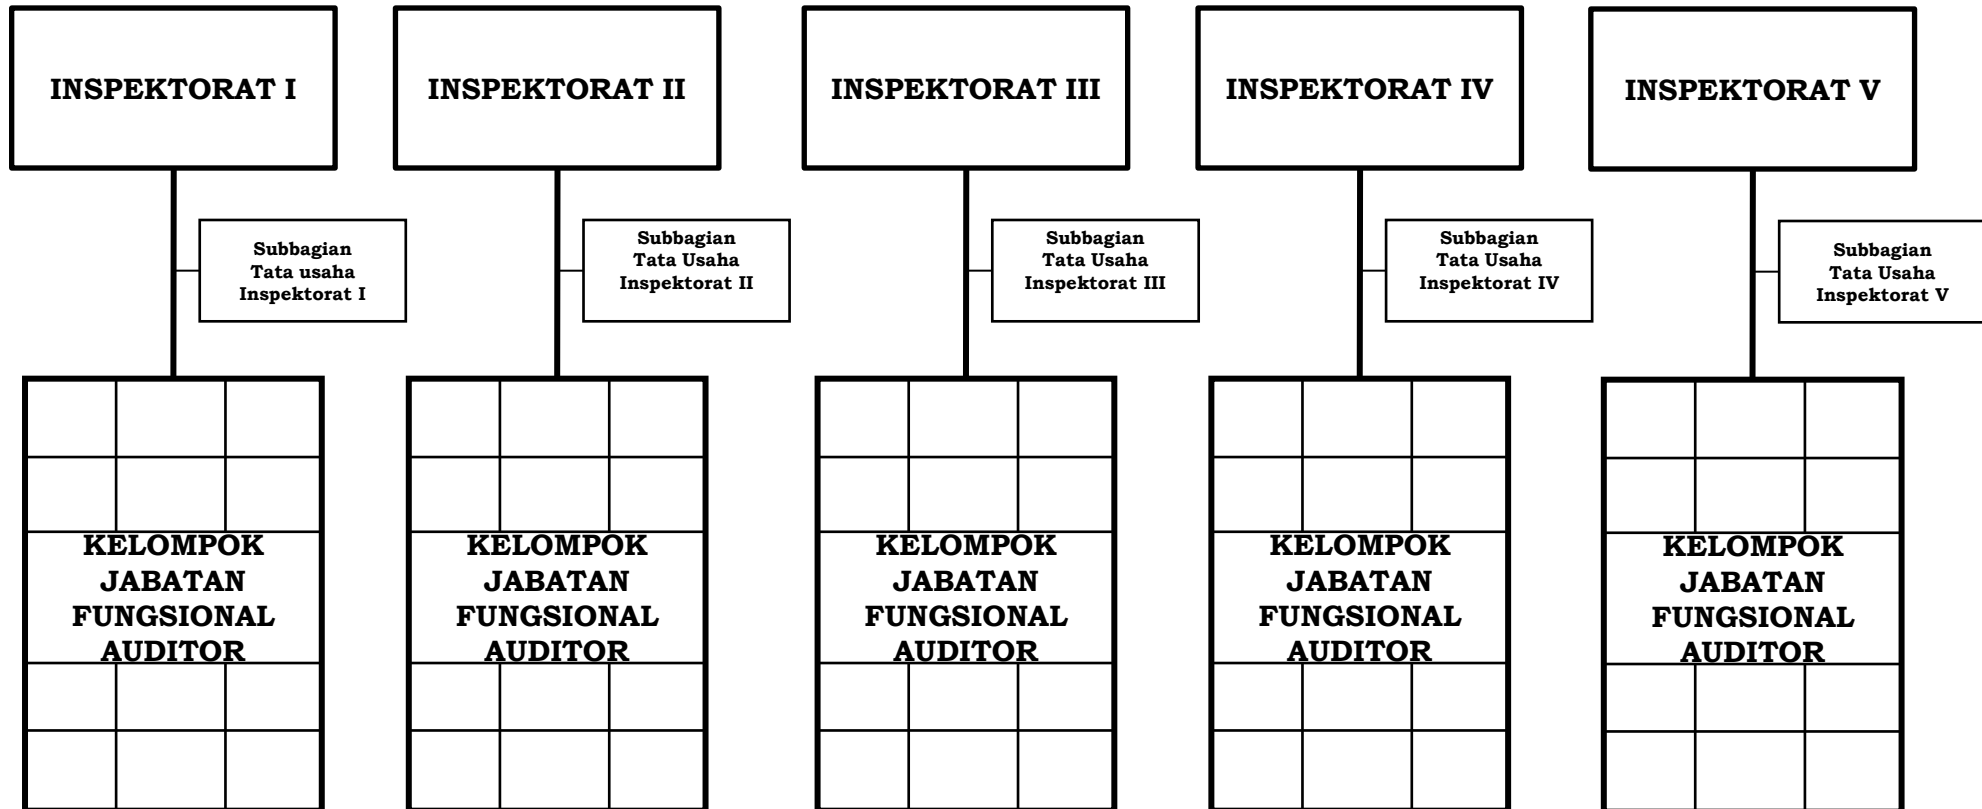 INSPEKTORAT I
INSPEKTORAT II
INSPEKTORAT III
INSPEKTORAT IV
INSPEKTORAT V
Subbagian
Tata usaha
Inspektorat I
Subbagian
Tata Usaha
Inspektorat II
Subbagian
Tata Usaha
Inspektorat III
Subbagian
Tata Usaha
Inspektorat IV
Subbagian
Tata Usaha
Inspektorat V
KELOMPOK
JABATAN
FUNGSIONAL
AUDITOR
KELOMPOK
JABATAN
FUNGSIONAL
AUDITOR
KELOMPOK
JABATAN
FUNGSIONAL
AUDITOR
KELOMPOK
JABATAN
FUNGSIONAL
AUDITOR
KELOMPOK
JABATAN
FUNGSIONAL
AUDITOR